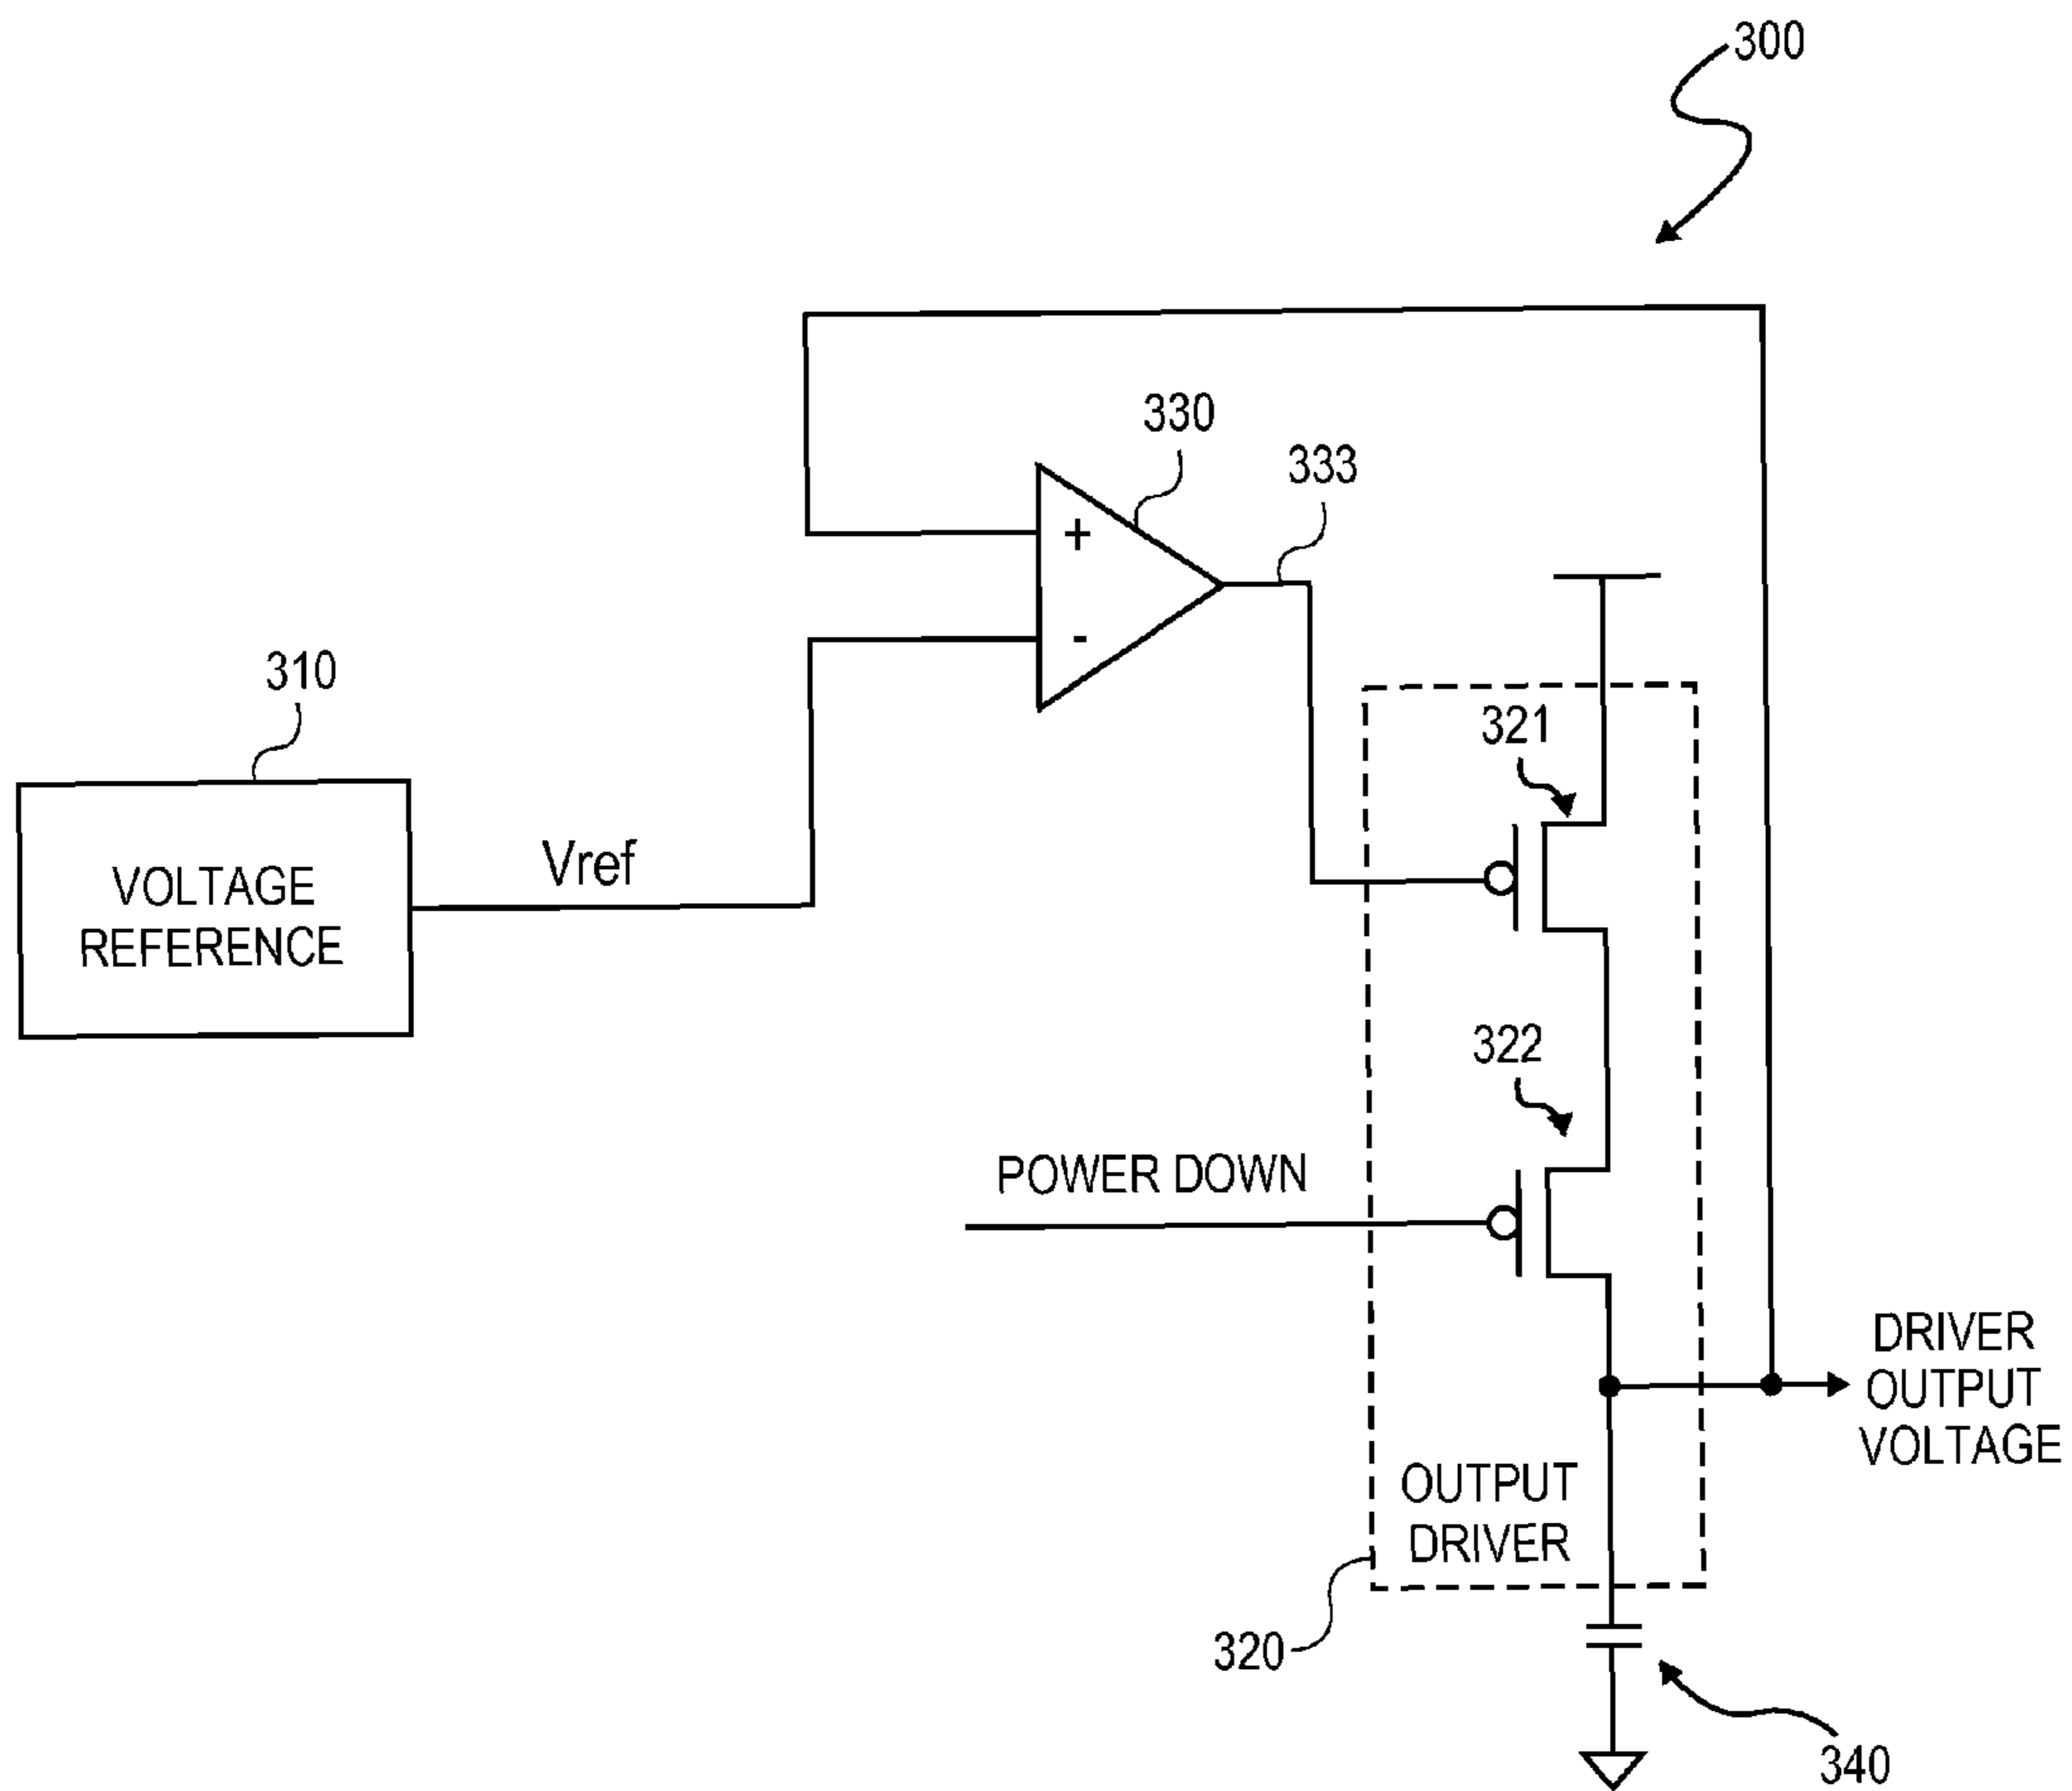 300
330
333
+
-
310
321
VOLTAGE
REFERENCE
Vref
322
POWER DOWN
DRIVER
OUTPUT
VOLTAGE
OUTPUT
DRIVER
320
340